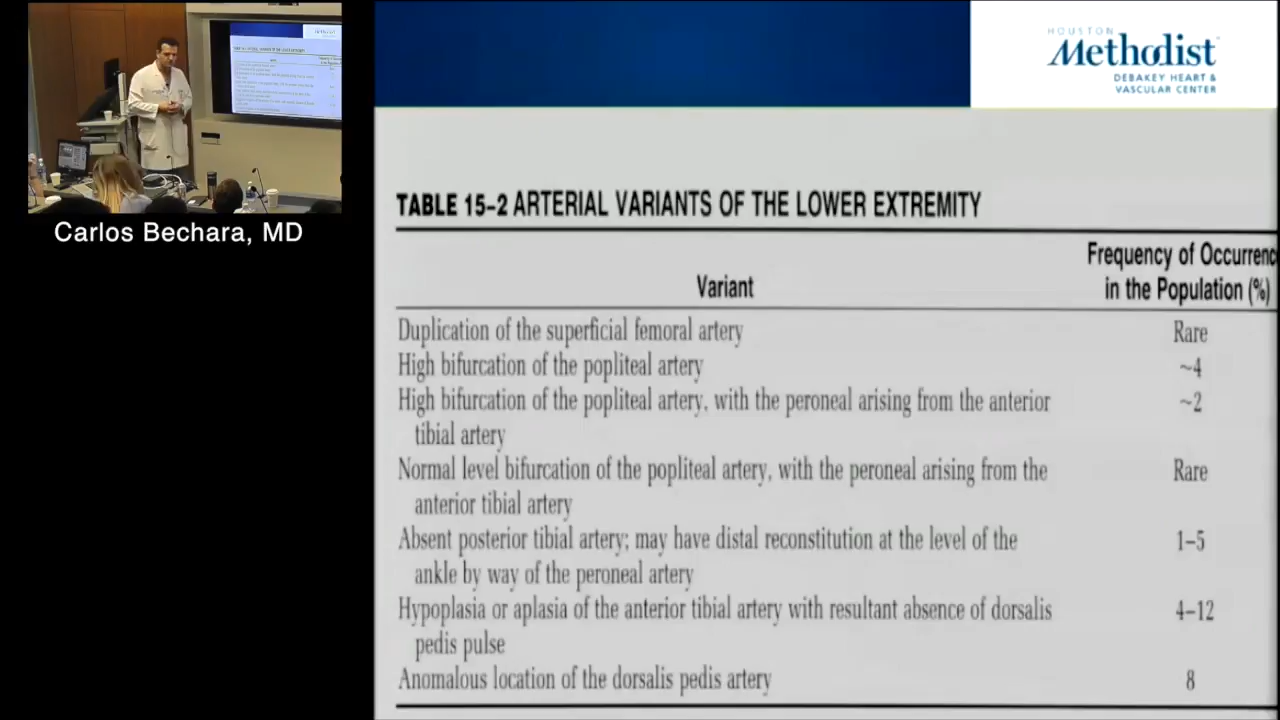 HOUSTON
Methodist
DEBAKEY HEART &
VASCULAR CENTER
Carlos Bechara, MD
TABLE 15-2 ARTERIAL VARIANTS OF THE LOWER EXTREMITY
Variant
Frequency of Occurrenc
in the Population (%)
Duplication of the superficial femoral artery Rare
High bifurcation of the popliteal artery ~4
High bifurcation of the popliteal artery, with the peroneal arising from the anterior ~2
tibial artery
Normal level bifurcation of the popliteal artery, with the peroneal arising from the Rare
anterior tibial artery
Absent posterior tibial artery; may have distal reconstitution at the level of the 1–5
ankle by way of the peroneal artery
Hypoplasia or aplasia of the anterior tibial artery with resultant absence of dorsalis 4–12
pedis pulse
Anomalous location of the dorsalis pedis artery 8